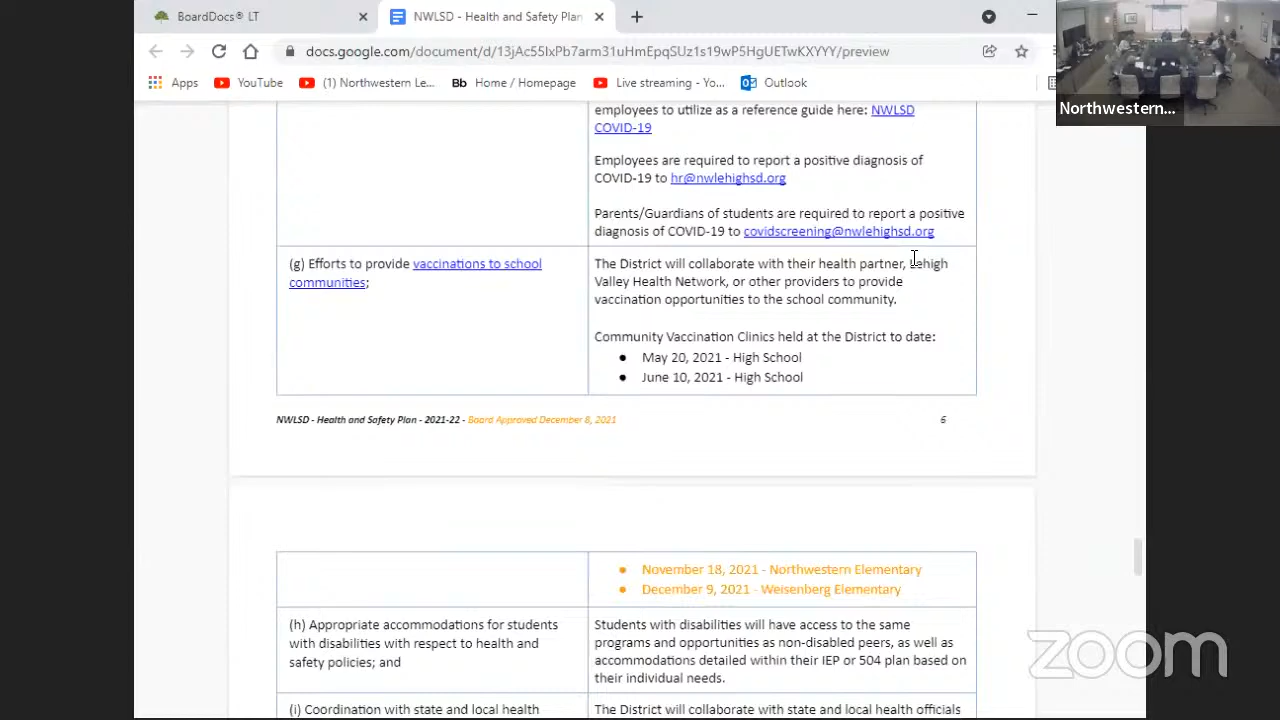 BoardDocs® LT
NWLSD - Health and Safety Plan
docs.google.com/document/d/13jAc55lxPb7arm31uHmEpqSUz1s19wP5HgUETwKXYYY/preview
Apps YouTube (1) Northwestern Le... Bb Home / Homepage Live streaming - Yo... Outlook
Northwestern...
employees to utilize as a reference guide here: NWLSD
COVID-19
Employees are required to report a positive diagnosis of
COVID-19 to hr@nwlehighsd.org
Parents/Guardians of students are required to report a positive
diagnosis of COVID-19 to covidscreening@nwlehighsd.org
(g) Efforts to provide vaccinations to school
communities;
The District will collaborate with their health partner, Lehigh
Valley Health Network, or other providers to provide
vaccination opportunities to the school community.
Community Vaccination Clinics held at the District to date:
● May 20, 2021 - High School
● June 10, 2021 - High School
NWLSD - Health and Safety Plan - 2021-22 - Board Approved December 8, 2021 6
● November 18, 2021 - Northwestern Elementary
● December 9, 2021 - Weisenberg Elementary
(h) Appropriate accommodations for students
with disabilities with respect to health and
safety policies; and
Students with disabilities will have access to the same
programs and opportunities as non-disabled peers, as well as
accommodations detailed within their IEP or 504 plan based on
their individual needs.
(i) Coordination with state and local health
The District will collaborate with state and local health officials
zoom